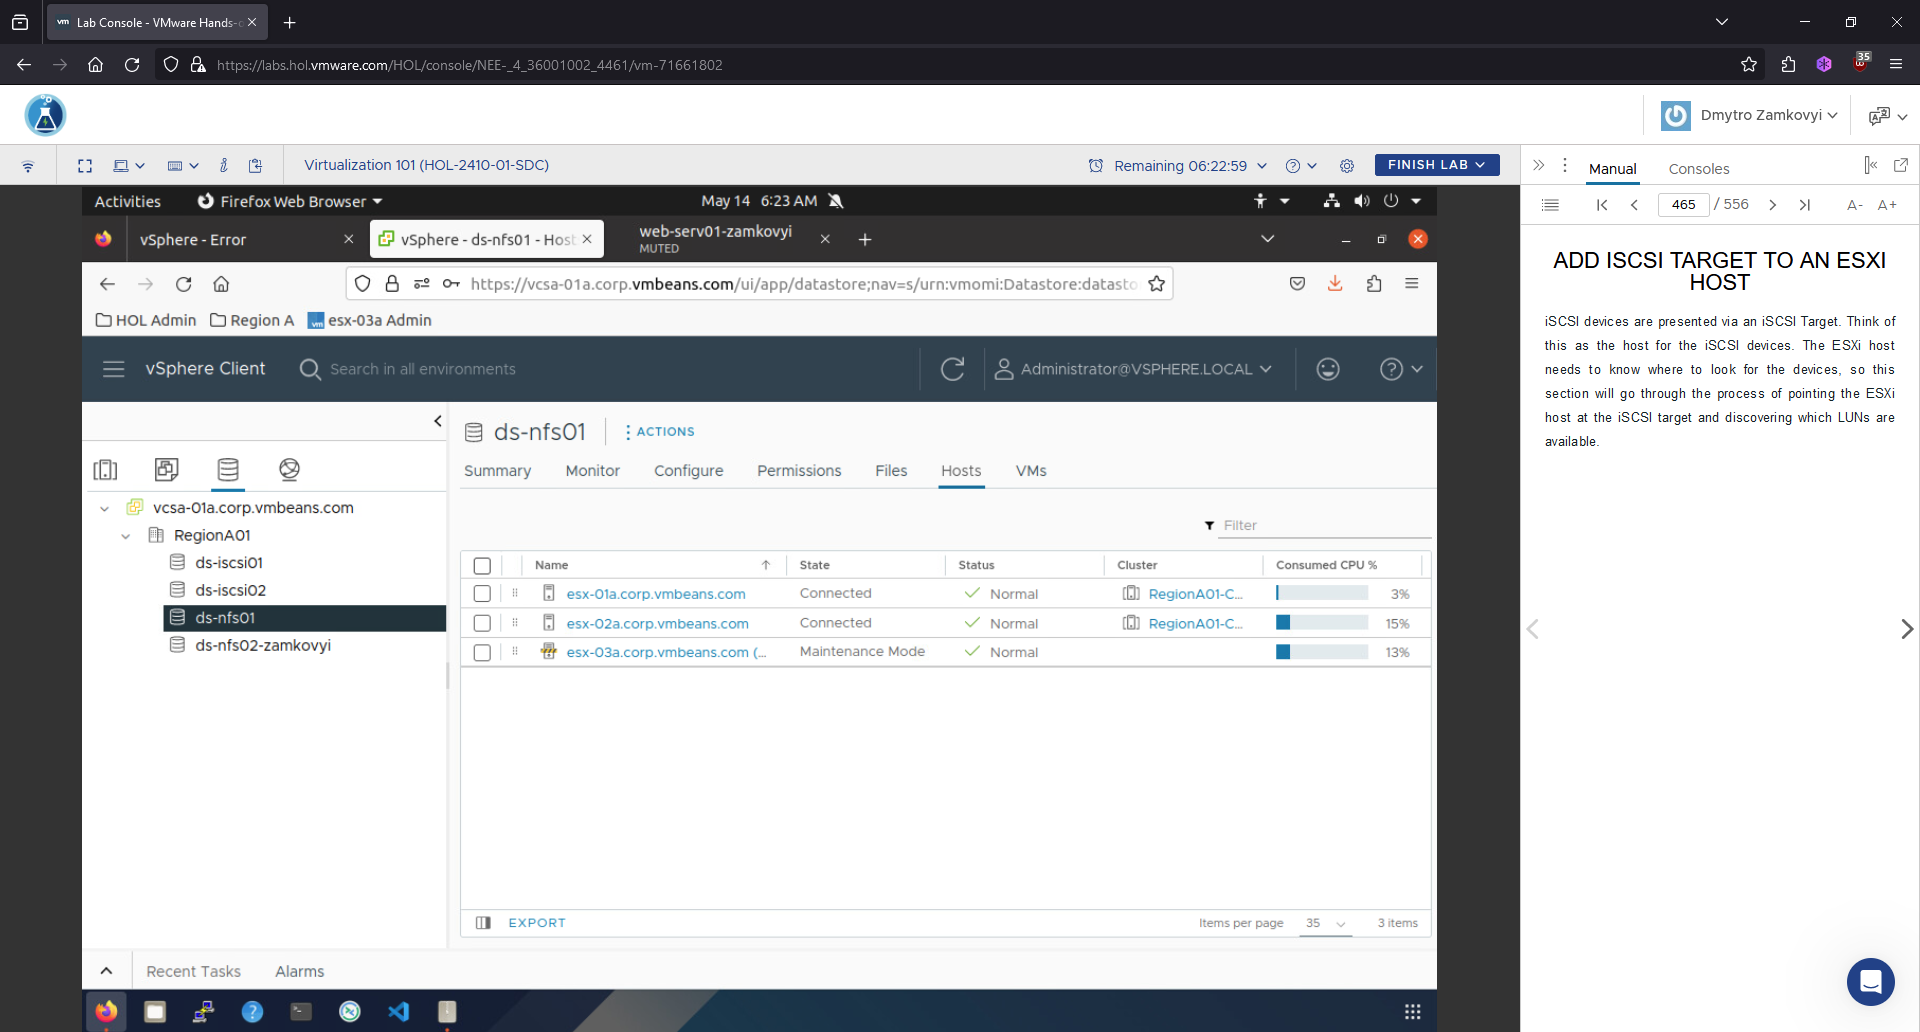 Lab Console - VMware Hands-o
https://labs.hol.vmware.com/HOL/console/NEE-_4_36001002_4461/vm-71661802
35
Dmytro Zamkovyi
Virtualization 101 (HOL-2410-01-SDC)
Remaining 06:22:59
FINISH LAB
Manual
Consoles
465 / 556
A-
A+
Activities
Firefox Web Browser
May 14 6:23 AM
vSphere - Error
vSphere - ds-nfs01 - Host
web-serv01-zamkovyi
MUTED
https://vcsa-01a.corp.vmbeans.com/ui/app/datastore;nav=s/urn:vmomi:Datastore:datasto
HOL Admin
Region A
vm
esx-03a Admin
vSphere Client
Search in all environments
Administrator@VSPHERE.LOCAL
ds-nfs01
ACTIONS
Summary
Monitor
Configure
Permissions
Files
Hosts
VMs
vcsa-01a.corp.vmbeans.com
RegionA01
ds-iscsi01
ds-iscsi02
ds-nfs01
ds-nfs02-zamkovyi
Filter
Name State Status Cluster Consumed CPU %
esx-01a.corp.vmbeans.com Connected Normal RegionA01-C... 3%
esx-02a.corp.vmbeans.com Connected Normal RegionA01-C... 15%
esx-03a.corp.vmbeans.com (... Maintenance Mode Normal 13%
EXPORT
Items per page 35
3 items
Recent Tasks
Alarms
ADD ISCSI TARGET TO AN ESXI
HOST
iSCSI devices are presented via an iSCSI Target. Think of
this as the host for the iSCSI devices. The ESXi host
needs to know where to look for the devices, so this
section will go through the process of pointing the ESXi
host at the iSCSI target and discovering which LUNs are
available.